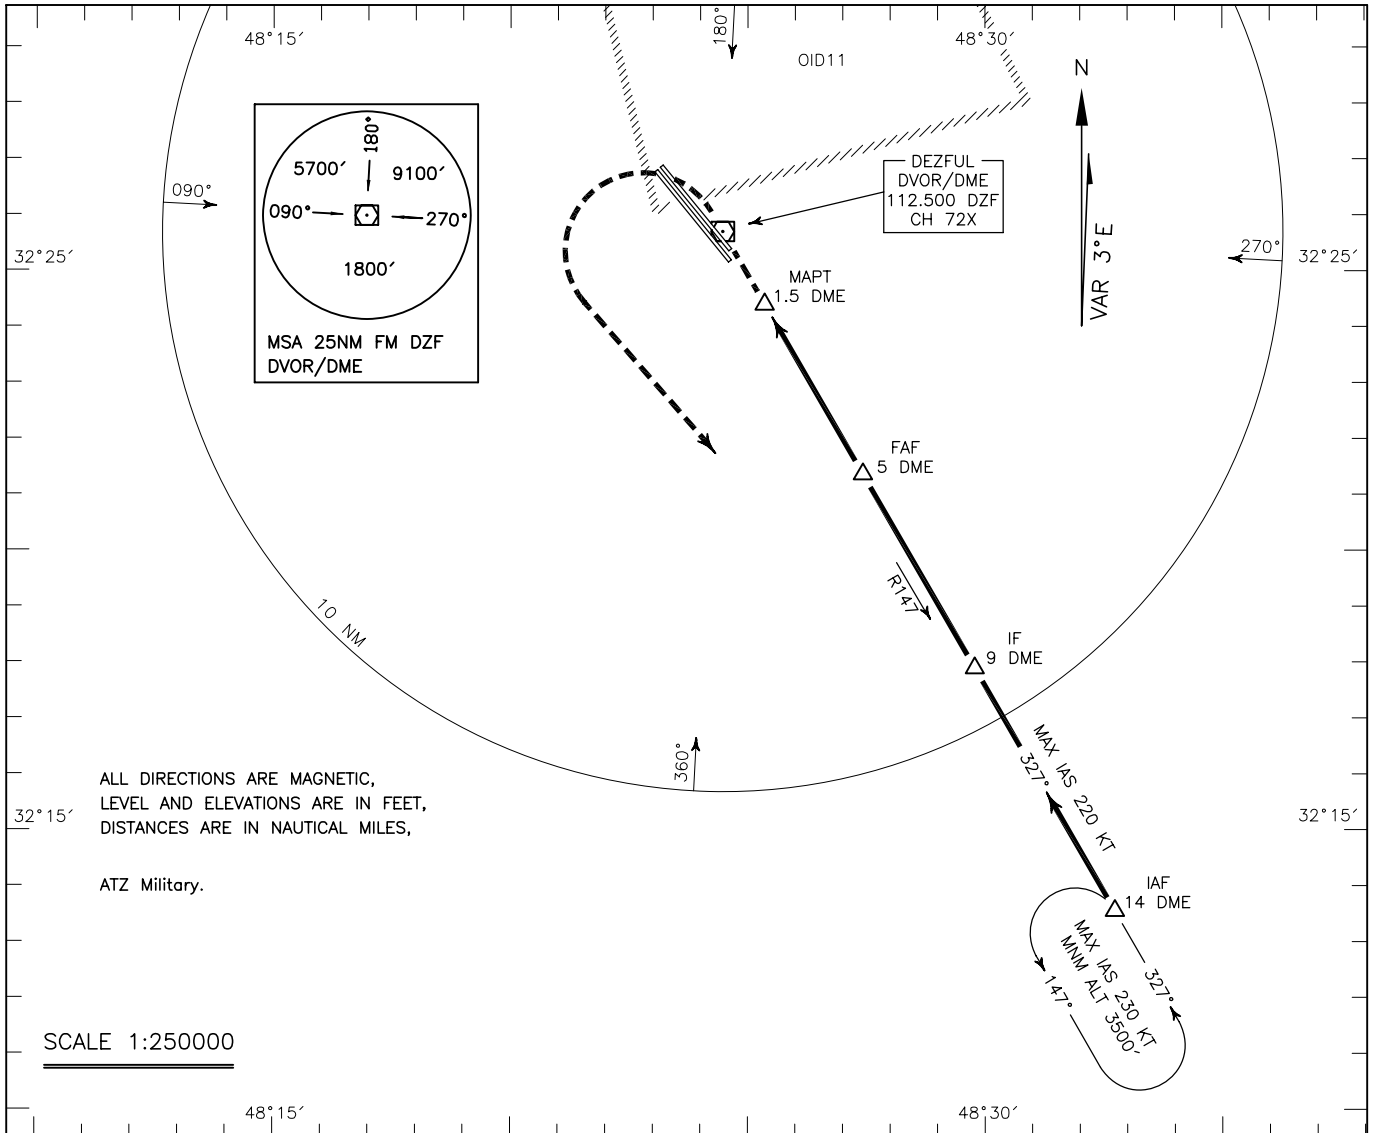 48°15′
180°
48°30′
OID11
N
180°
5700′
9100′
090°
270°
1800′
MSA 25NM FM DZF
DVOR/DME
090°
DEZFUL
DVOR/DME
112.500 DZF
CH 72X
VAR 3°E
32°25′
270°
32°25′
MAPT
1.5 DME
FAF
5 DME
R147
10 NM
IF
9 DME
360°
MAX IAS 220 KT
327°
ALL DIRECTIONS ARE MAGNETIC,
LEVEL AND ELEVATIONS ARE IN FEET,
DISTANCES ARE IN NAUTICAL MILES,
32°15′
32°15′
ATZ Military.
IAF
14 DME
MAX IAS 230 KT
MNM ALT 3500′
327°
147°
SCALE 1:250000
48°15′
48°30′